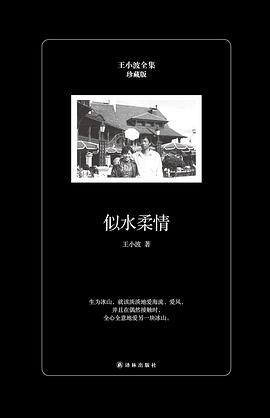 王小波全集
珍藏版
似水柔情
王小波 著
生为冰山，就该淡淡地爱海流、爱风，
并且在偶然接触时，
全心全意地爱另一块冰山。
译林出版社